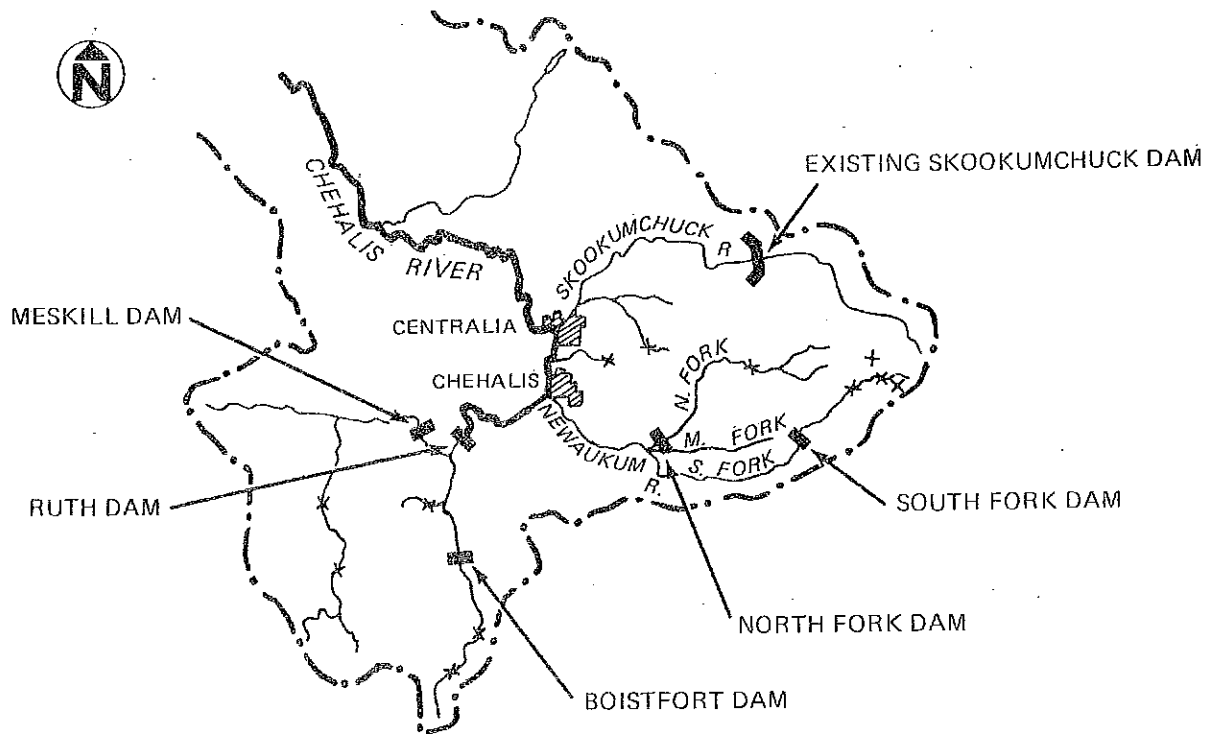 N
EXISTING SKOOKUMCHUCK DAM
CHEHALIS
RIVER
SKOOKUMCHUCK
R
MESKILL DAM
CENTRALIA
CHEHALIS
N. FORK
NEWAUKUM
R.
M. FORK
S. FORK
RUTH DAM
SOUTH FORK DAM
NORTH FORK DAM
BOISTFORT DAM